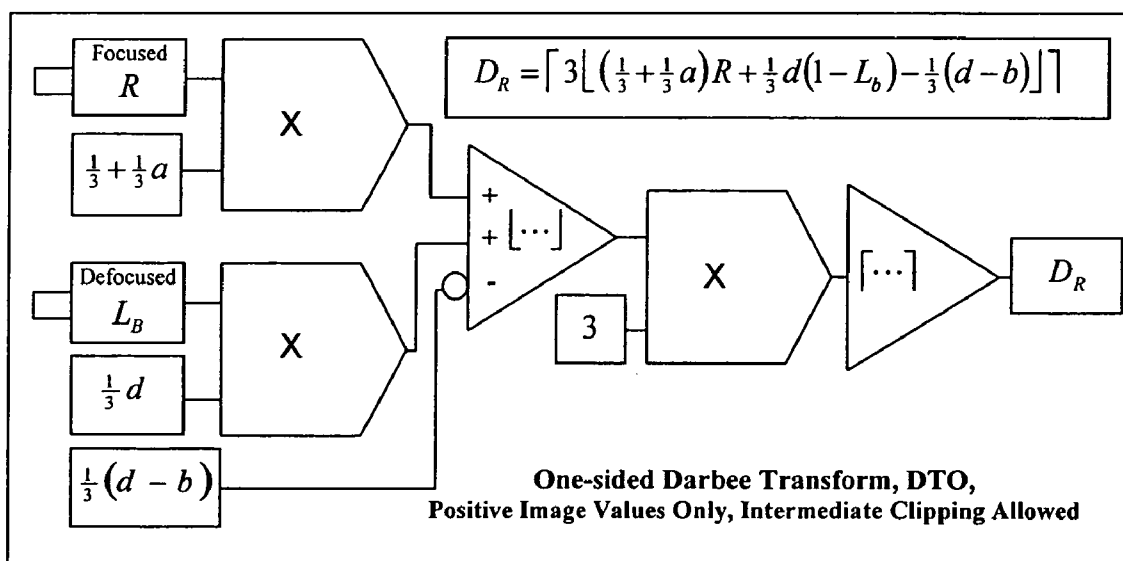 Focused
R
X
D_R = ⌈3⌊(1/3 + 1/3 a)R + 1/3 d(1 − L_b) − 1/3 (d − b)⌋⌉
1/3 + 1/3 a
+
+ ⌊⋯⌋
-
Defocused
L_B
X
1/3 d
3
X
⌈⋯⌉
D_R
1/3 (d − b)
One-sided Darbee Transform, DTO,
Positive Image Values Only, Intermediate Clipping Allowed